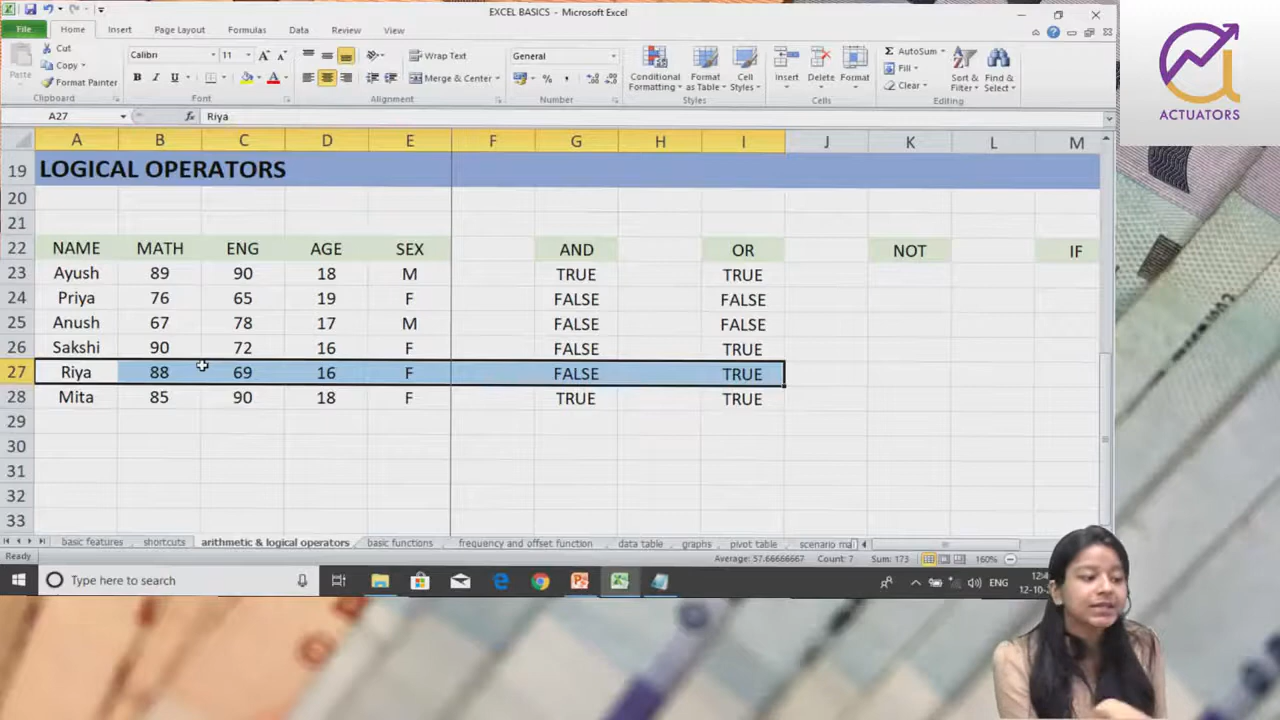 EXCEL BASICS - Microsoft Excel
File Home Insert Page Layout Formulas Data Review View
Paste
Cut
Copy
Format Painter
Clipboard
Calibri 11
B I U
Font
Wrap Text
Merge & Center
Alignment
General
Number
Conditional Formatting
Format as Table
Cell Styles
Styles
Insert Delete Format
Cells
AutoSum
Fill
Clear
Sort & Filter
Find & Select
Editing
ACTUATORS
A27 fx Riya
A B C D E F G H I J K L M
19 LOGICAL OPERATORS
20
21
22 NAME MATH ENG AGE SEX AND OR NOT IF
23 Ayush 89 90 18 M TRUE TRUE
24 Priya 76 65 19 F FALSE FALSE
25 Anush 67 78 17 M FALSE FALSE
26 Sakshi 90 72 16 F FALSE TRUE
27 Riya 88 69 16 F FALSE TRUE
28 Mita 85 90 18 F TRUE TRUE
29
30
31
32
33
basic features shortcuts arithmetic & logical operators basic functions frequency and offset function data table graphs pivot table scenario
Ready Average: 57.66666667 Count: 7 Sum: 173 160%
Type here to search ENG